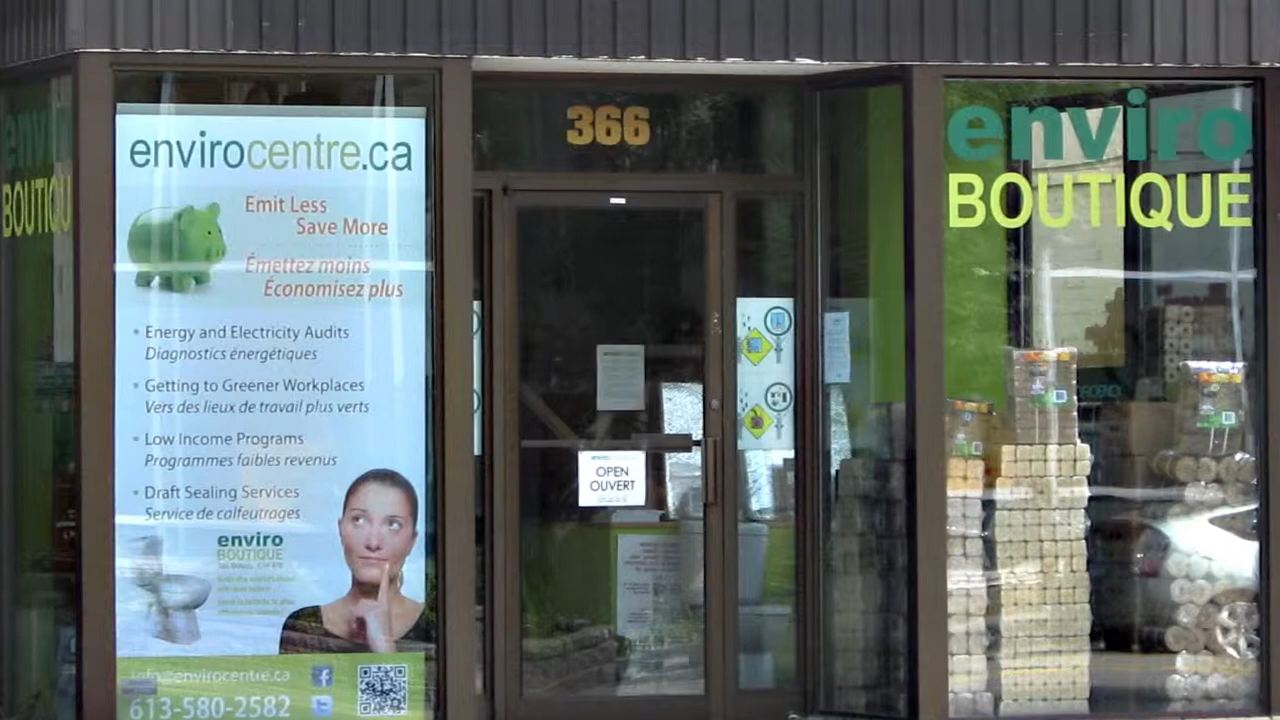 enviro
BOUTIQU
envirocentre.ca
Emit Less
Save More
Émettez moins
Économisez plus
• Energy and Electricity Audits
Diagnostics énergétiques
• Getting to Greener Workplaces
Vers des lieux de travail plus verts
• Low Income Programs
Programmes faibles revenus
• Draft Sealing Services
Service de calfeutrages
enviro
BOUTIQUE
info@envirocentre.ca
613-580-2582
366
OPEN
OUVERT
enviro
BOUTIQUE